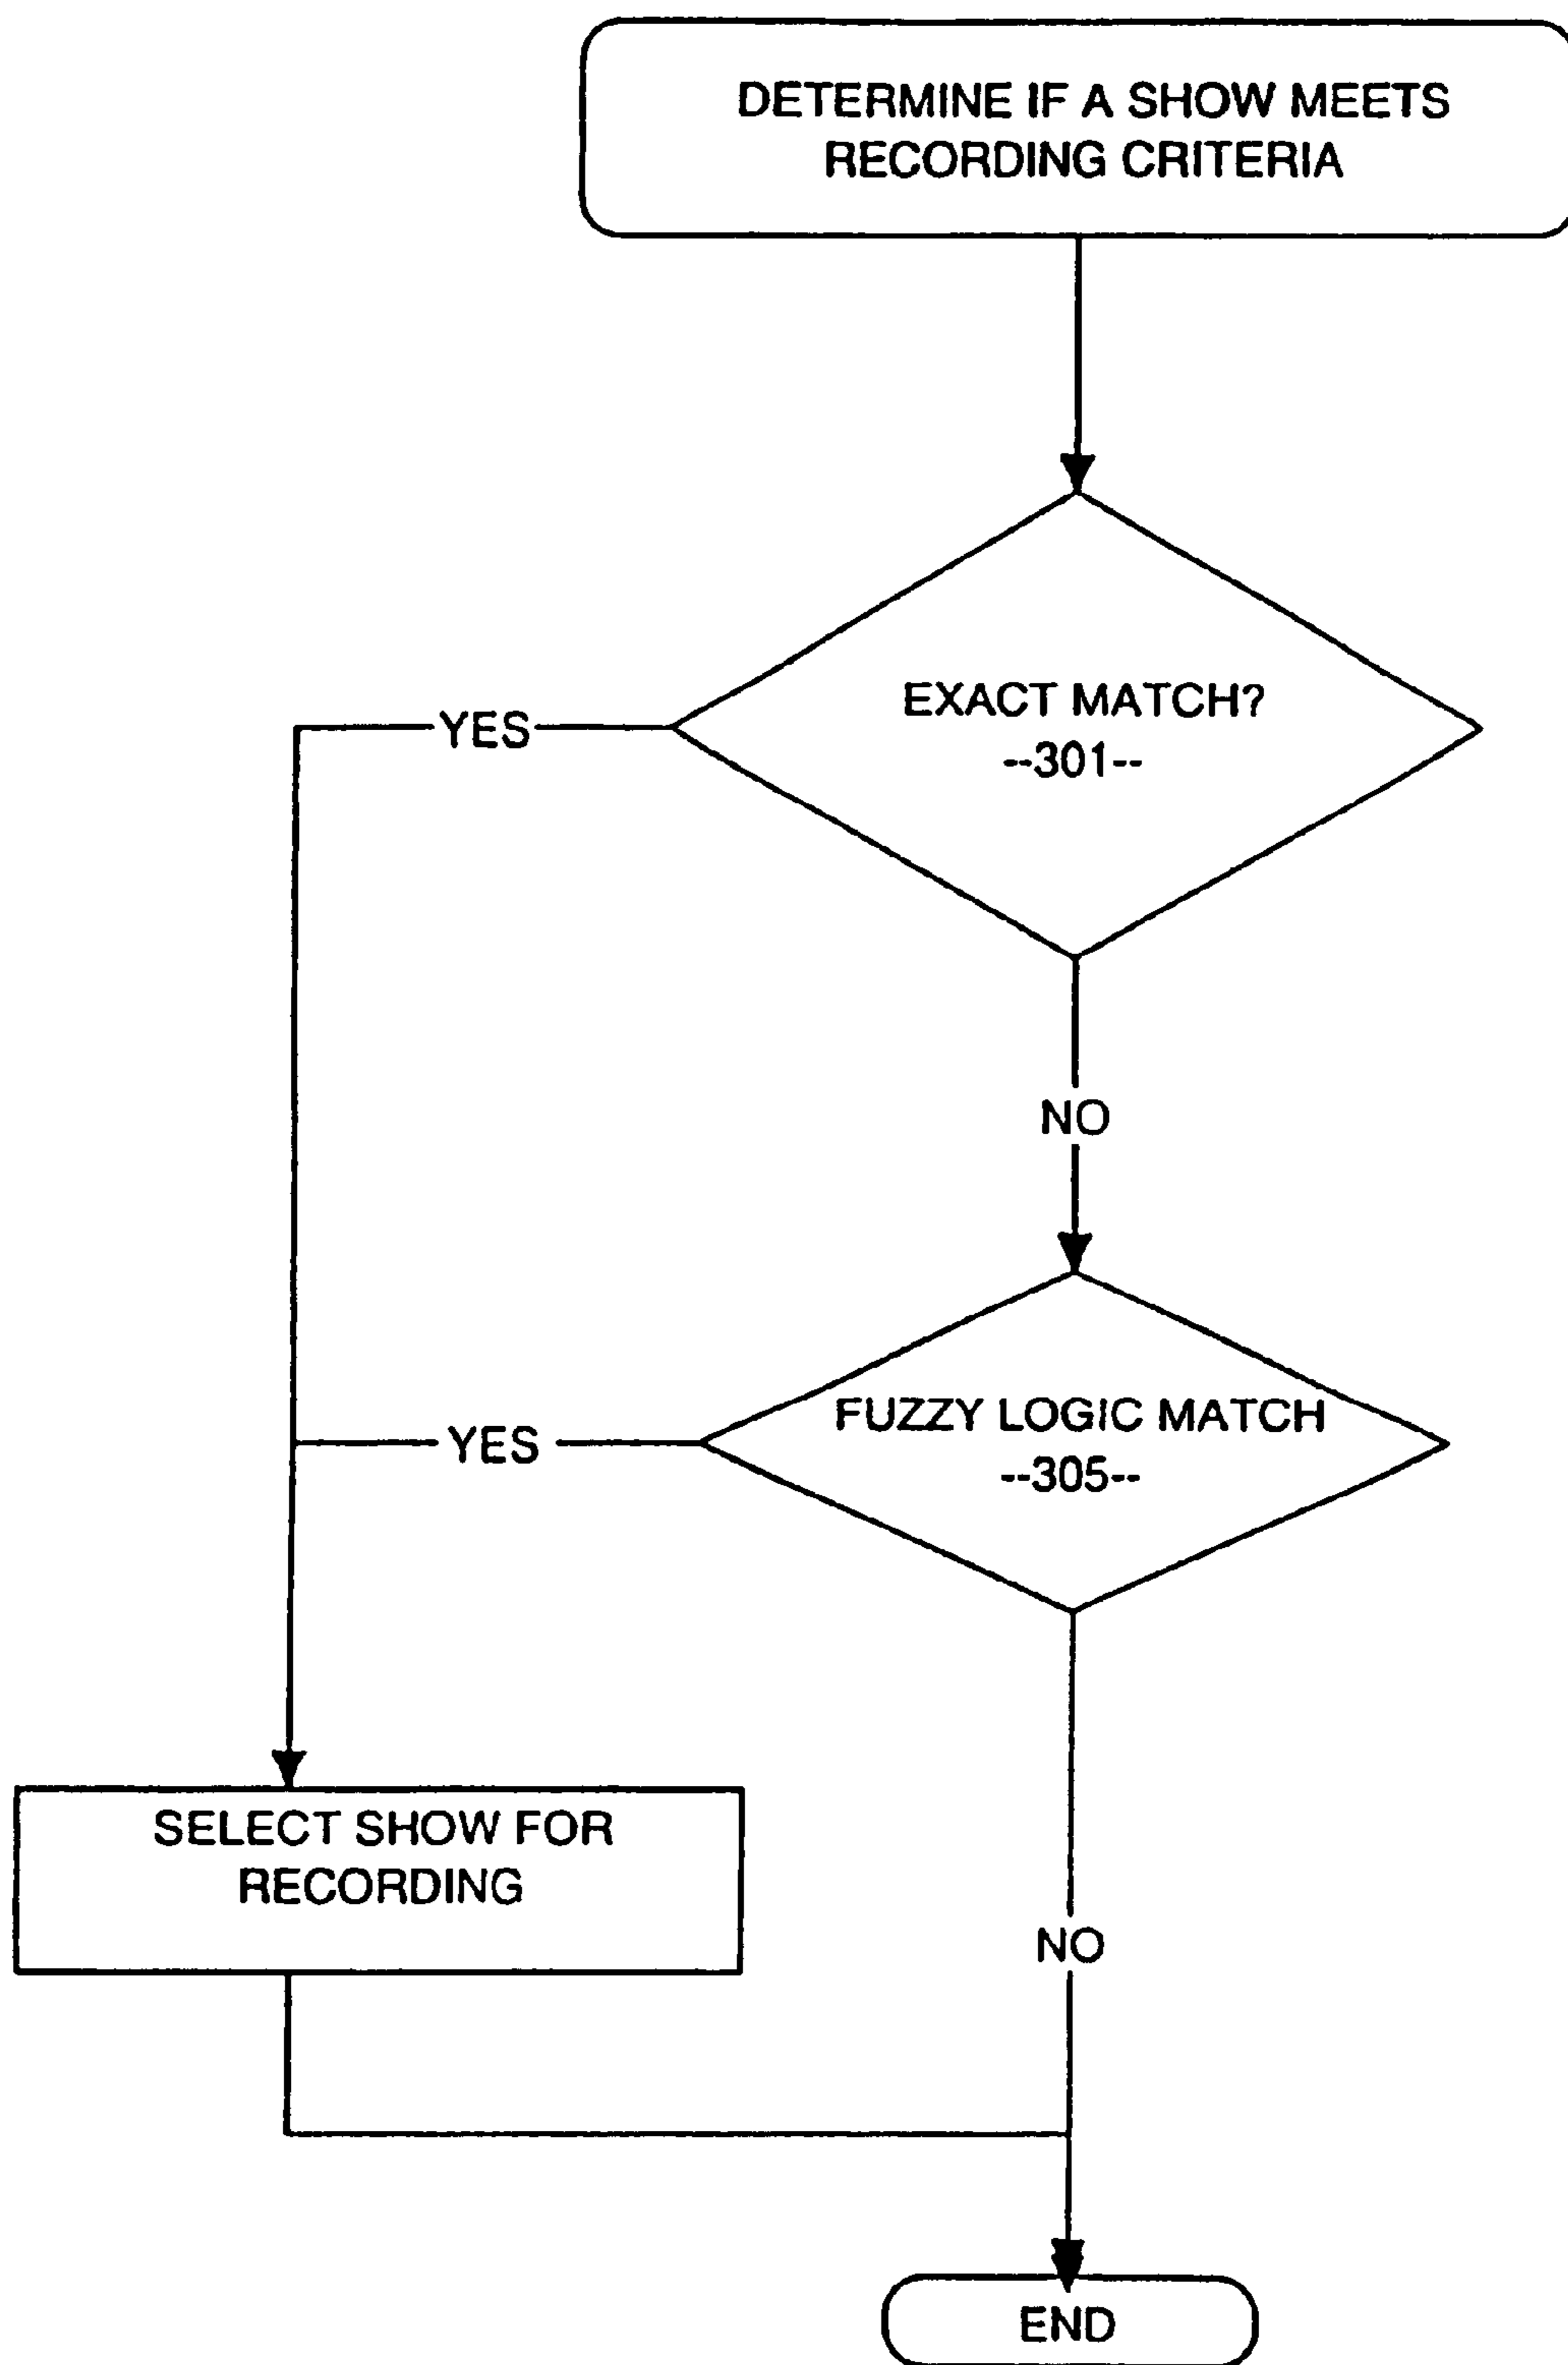 DETERMINE IF A SHOW MEETS
RECORDING CRITERIA
EXACT MATCH?
--301--
YES
NO
FUZZY LOGIC MATCH
--305--
YES
SELECT SHOW FOR
RECORDING
NO
END